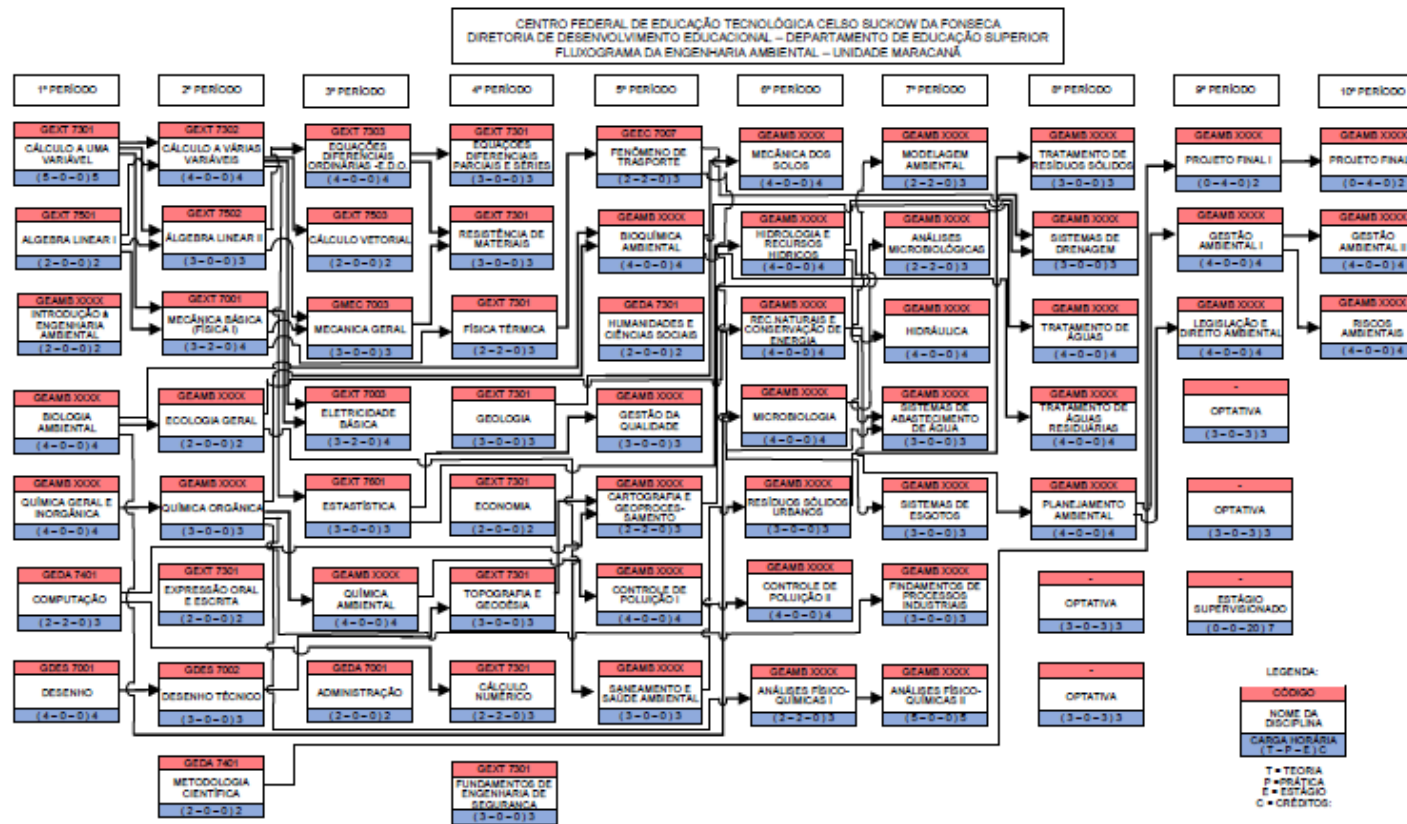 CENTRO FEDERAL DE EDUCAÇÃO TECNOLÓGICA CELSO SUCKOW DA FONSECA
DIRETORIA DE DESENVOLVIMENTO EDUCACIONAL – DEPARTAMENTO DE EDUCAÇÃO SUPERIOR
FLUXOGRAMA DA ENGENHARIA AMBIENTAL – UNIDADE MARACANÃ
1º PERÍODO
2º PERÍODO
3º PERÍODO
4º PERÍODO
5º PERÍODO
6º PERÍODO
7º PERÍODO
8º PERÍODO
9º PERÍODO
10º PERÍODO
GEXT 7301
CÁLCULO A UMA
VARIÁVEL
(5-0-0)5
GEXT 7302
CÁLCULO A VÁRIAS
VARIÁVEIS
(4-0-0)4
GEXT 7303
EQUAÇÕES
DIFERENCIAIS
ORDINÁRIAS -E.D.O.
(4-0-0)4
GEXT 7301
EQUAÇÕES
DIFERENCIAIS
PARCIAIS E SÉRIES
(3-0-0)3
GEEC 7007
FENÔMENO DE
TRASPORTE
(2-2-0)3
GEAMB XXXX
MECÂNICA DOS
SOLOS
(4-0-0)4
GEAMB XXXX
MODELAGEM
AMBIENTAL
(2-2-0)3
GEAMB XXXX
TRATAMENTO DE
RESÍDUOS SÓLIDOS
(3-0-0)3
GEAMB XXXX
PROJETO FINAL I
(0-4-0)2
GEAMB XXXX
PROJETO FINAL
(0-4-0)2
GEXT 7501
ALGEBRA LINEAR I
(2-0-0)2
GEXT 7502
ÁLGEBRA LINEAR II
(3-0-0)3
GEXT 7503
CÁLCULO VETORIAL
(2-0-0)2
GEXT 7301
RESISTÊNCIA DE
MATERIAIS
(3-0-0)3
GEAMB XXXX
BIOQUÍMICA
AMBIENTAL
(4-0-0)4
GEAMB XXXX
HIDROLOGIA E
RECURSOS
HIDRICOS
(4-0-0)4
GEAMB XXXX
ANÁLISES
MICROBIOLÓGICAS
(2-2-0)3
GEAMB XXXX
SISTEMAS DE
DRENAGEM
(3-0-0)3
GEAMB XXXX
GESTÃO
AMBIENTAL I
(4-0-0)4
GEAMB XXXX
GESTÃO
AMBIENTAL II
(4-0-0)4
GEAMB XXXX
INTRODUÇÃO À
ENGENHARIA
AMBIENTAL
(2-0-0)2
GEXT 7001
MECÂNICA BÁSICA
(FÍSICA I)
(3-2-0)4
GMEC 7003
MECANICA GERAL
(3-0-0)3
GEXT 7301
FÍSICA TÉRMICA
(2-2-0)3
GEDA 7301
HUMANIDADES E
CIÊNCIAS SOCIAIS
(2-0-0)2
GEAMB XXXX
REC.NATURAIS E
CONSERVAÇÃO DE
ENERGIA
(4-0-0)4
GEAMB XXXX
HIDRÁULICA
(4-0-0)4
GEAMB XXXX
TRATAMENTO DE
ÁGUAS
(4-0-0)4
GEAMB XXXX
LEGISLAÇÃO E
DIREITO AMBIENTAL
(4-0-0)4
GEAMB XXXX
RISCOS
AMBIENTAIS
(4-0-0)4
GEAMB XXXX
BIOLOGIA
AMBIENTAL
(4-0-0)4
GEAMB XXXX
ECOLOGIA GERAL
(2-0-0)2
GEXT 7003
ELETRICIDADE
BÁSICA
(3-2-0)4
GEXT 7301
GEOLOGIA
(3-0-0)3
GEAMB XXXX
GESTÃO DA
QUALIDADE
(3-0-0)3
GEAMB XXXX
MICROBIOLOGIA
(4-0-0)4
GEAMB XXXX
SISTEMAS DE
ABASTECIMENTO
DE ÁGUA
(3-0-0)3
GEAMB XXXX
TRATAMENTO DE
ÁGUAS
RESIDUÁRIAS
(4-0-0)4
-
OPTATIVA
(3-0-3)3
GEAMB XXXX
QUÍMICA GERAL E
INORGÂNICA
(4-0-0)4
GEAMB XXXX
QUÍMICA ORGÂNICA
(3-0-0)3
GEXT 7601
ESTASTÍSTICA
(3-0-0)3
GEXT 7301
ECONOMIA
(2-0-0)2
GEAMB XXXX
CARTOGRAFIA E
GEOPROCES-
SAMENTO
(2-2-0)3
GEAMB XXXX
RESÍDUOS SÓLIDOS
URBANOS
(3-0-0)3
GEAMB XXXX
SISTEMAS DE
ESGOTOS
(3-0-0)3
GEAMB XXXX
PLANEJAMENTO
AMBIENTAL
(4-0-0)4
-
OPTATIVA
(3-0-3)3
GEDA 7401
COMPUTAÇÃO
(2-2-0)3
GEXT 7301
EXPRESSÃO ORAL
E ESCRITA
(2-0-0)2
GEAMB XXXX
QUÍMICA
AMBIENTAL
(4-0-0)4
GEXT 7301
TOPOGRAFIA E
GEODÉSIA
(3-0-0)3
GEAMB XXXX
CONTROLE DE
POLUIÇÃO I
(4-0-0)4
GEAMB XXXX
CONTROLE DE
POLUIÇÃO II
(4-0-0)4
GEAMB XXXX
FINDAMENTOS DE
PROCESSOS
INDUSTRIAIS
(3-0-0)3
-
OPTATIVA
(3-0-3)3
-
ESTÁGIO
SUPERVISIONADO
(0-0-20)7
GDES 7001
DESENHO
(4-0-0)4
GDES 7002
DESENHO TÉCNICO
(3-0-0)3
GEDA 7001
ADMINISTRAÇÃO
(2-0-0)2
GEXT 7301
CÁLCULO
NUMÉRICO
(2-2-0)3
GEAMB XXXX
SANEAMENTO E
SAÚDE AMBIENTAL
(3-0-0)3
GEAMB XXXX
ANÁLISES FÍSICO-
QUÍMICAS I
(2-2-0)3
GEAMB XXXX
ANÁLISES FÍSICO-
QUÍMICAS II
(5-0-0)5
-
OPTATIVA
(3-0-3)3
LEGENDA:
CÓDIGO
NOME DA
DISCIPLINA
CARGA HORÁRIA
(T-P-E)C
GEDA 7401
METODOLOGIA
CIENTÍFICA
(2-0-0)2
GEXT 7301
FUNDAMENTOS DE
ENGENHARIA DE
SEGURANCA
(3-0-0)3
T = TEORIA
P =PRÁTICA
E = ESTÁGIO
C = CRÉDITOS: